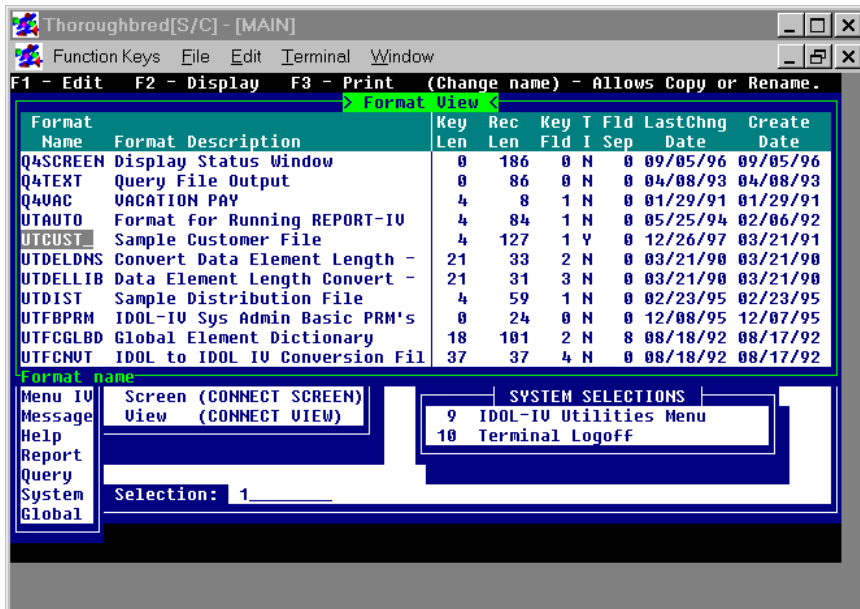 Thoroughbred[S/C] - [MAIN]
Function Keys File Edit Terminal Window
F1 - Edit F2 - Display F3 - Print (Change name) - Allows Copy or Rename.
> Format View <
Format Key Rec Key T Fld LastChng Create
Name Format Description Len Len Fld I Sep Date Date
Q4SCREEN Display Status Window 0 186 0 N 0 09/05/96 09/05/96
Q4TEXT Query File Output 0 86 0 N 0 04/08/93 04/08/93
Q4VAC VACATION PAY 4 8 1 N 0 01/29/91 01/29/91
UTAUTO Format for Running REPORT-IV 4 84 1 N 0 05/25/94 02/06/92
UTCUST_ Sample Customer File 4 127 1 Y 0 12/26/97 03/21/91
UTDELDNS Convert Data Element Length - 21 33 2 N 0 03/21/90 03/21/90
UTDELLIB Data Element Length Convert - 21 31 3 N 0 03/21/90 03/21/90
UTDIST Sample Distribution File 4 59 1 N 0 02/23/95 02/23/95
UTFBPRM IDOL-IV Sys Admin Basic PRM's 0 24 0 N 0 12/08/95 12/07/95
UTFCGLBD Global Element Dictionary 18 101 2 N 8 08/18/92 08/17/92
UTFCNVT IDOL to IDOL IV Conversion Fil 37 37 4 N 0 08/18/92 08/17/92
Format name
Menu IV Screen (CONNECT SCREEN) SYSTEM SELECTIONS
Message View (CONNECT VIEW) 9 IDOL-IV Utilities Menu
Help 10 Terminal Logoff
Report
Query
System Selection: 1_________
Global